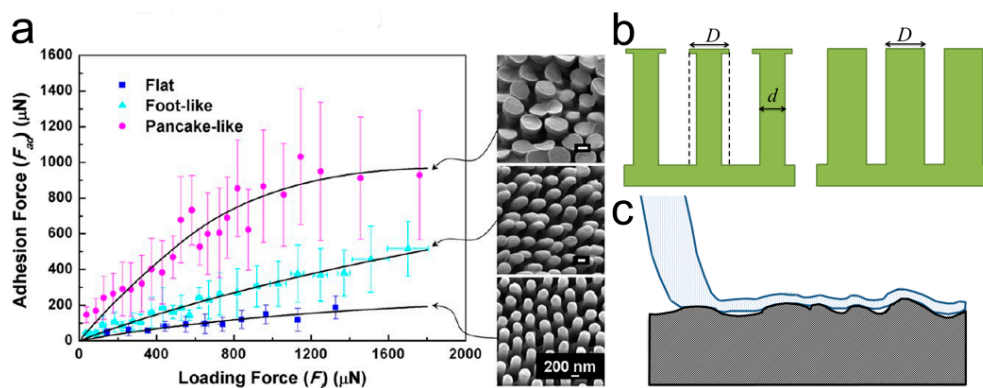 a
1600
1400
1200
1000
800
600
400
200
0
Adhesion Force (F_ad) (μN)
Flat
Foot-like
Pancake-like
0
400
800
1200
1600
2000
Loading Force (F) (μN)
200 nm
b
D
d
D
c